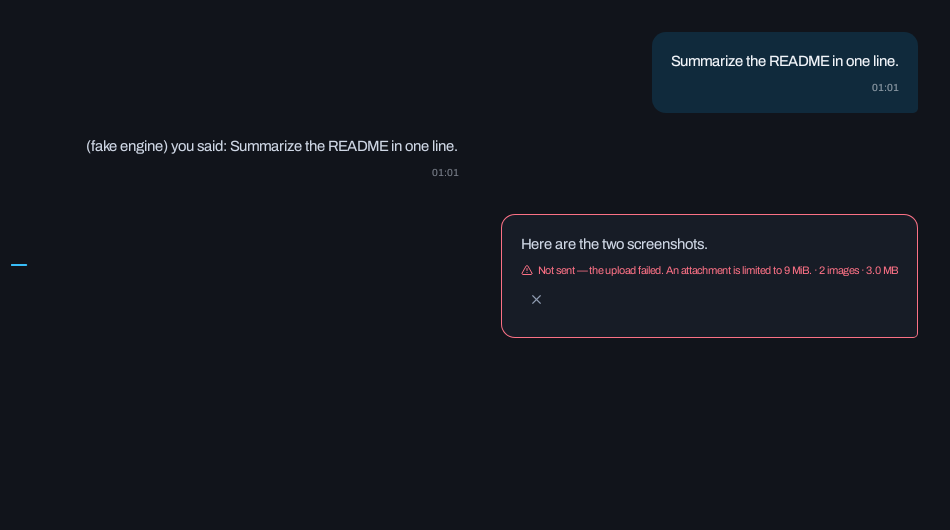 Summarize the README in one line.
01:01
(fake engine) you said: Summarize the README in one line.
01:01
Here are the two screenshots.
Not sent — the upload failed. An attachment is limited to 9 MiB. · 2 images · 3.0 MB